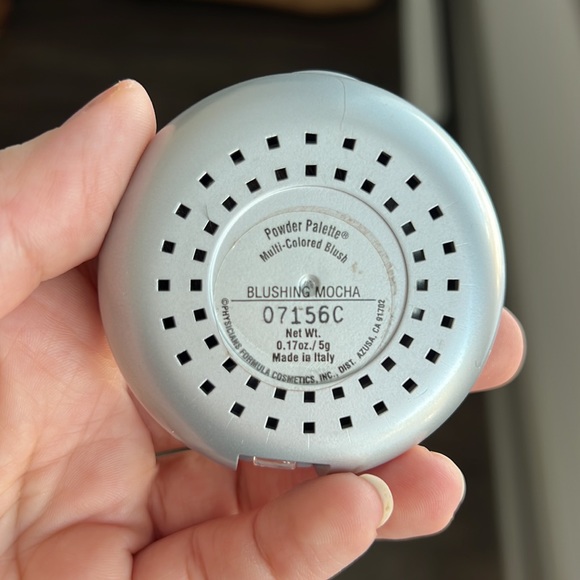 Powder Palette®
Multi-Colored Blush
BLUSHING MOCHA
07156C
Net Wt.
0.17oz./5g
Made in Italy
©PHYSICIANS FORMULA COSMETICS, INC., DIST. AZUSA, CA 91702